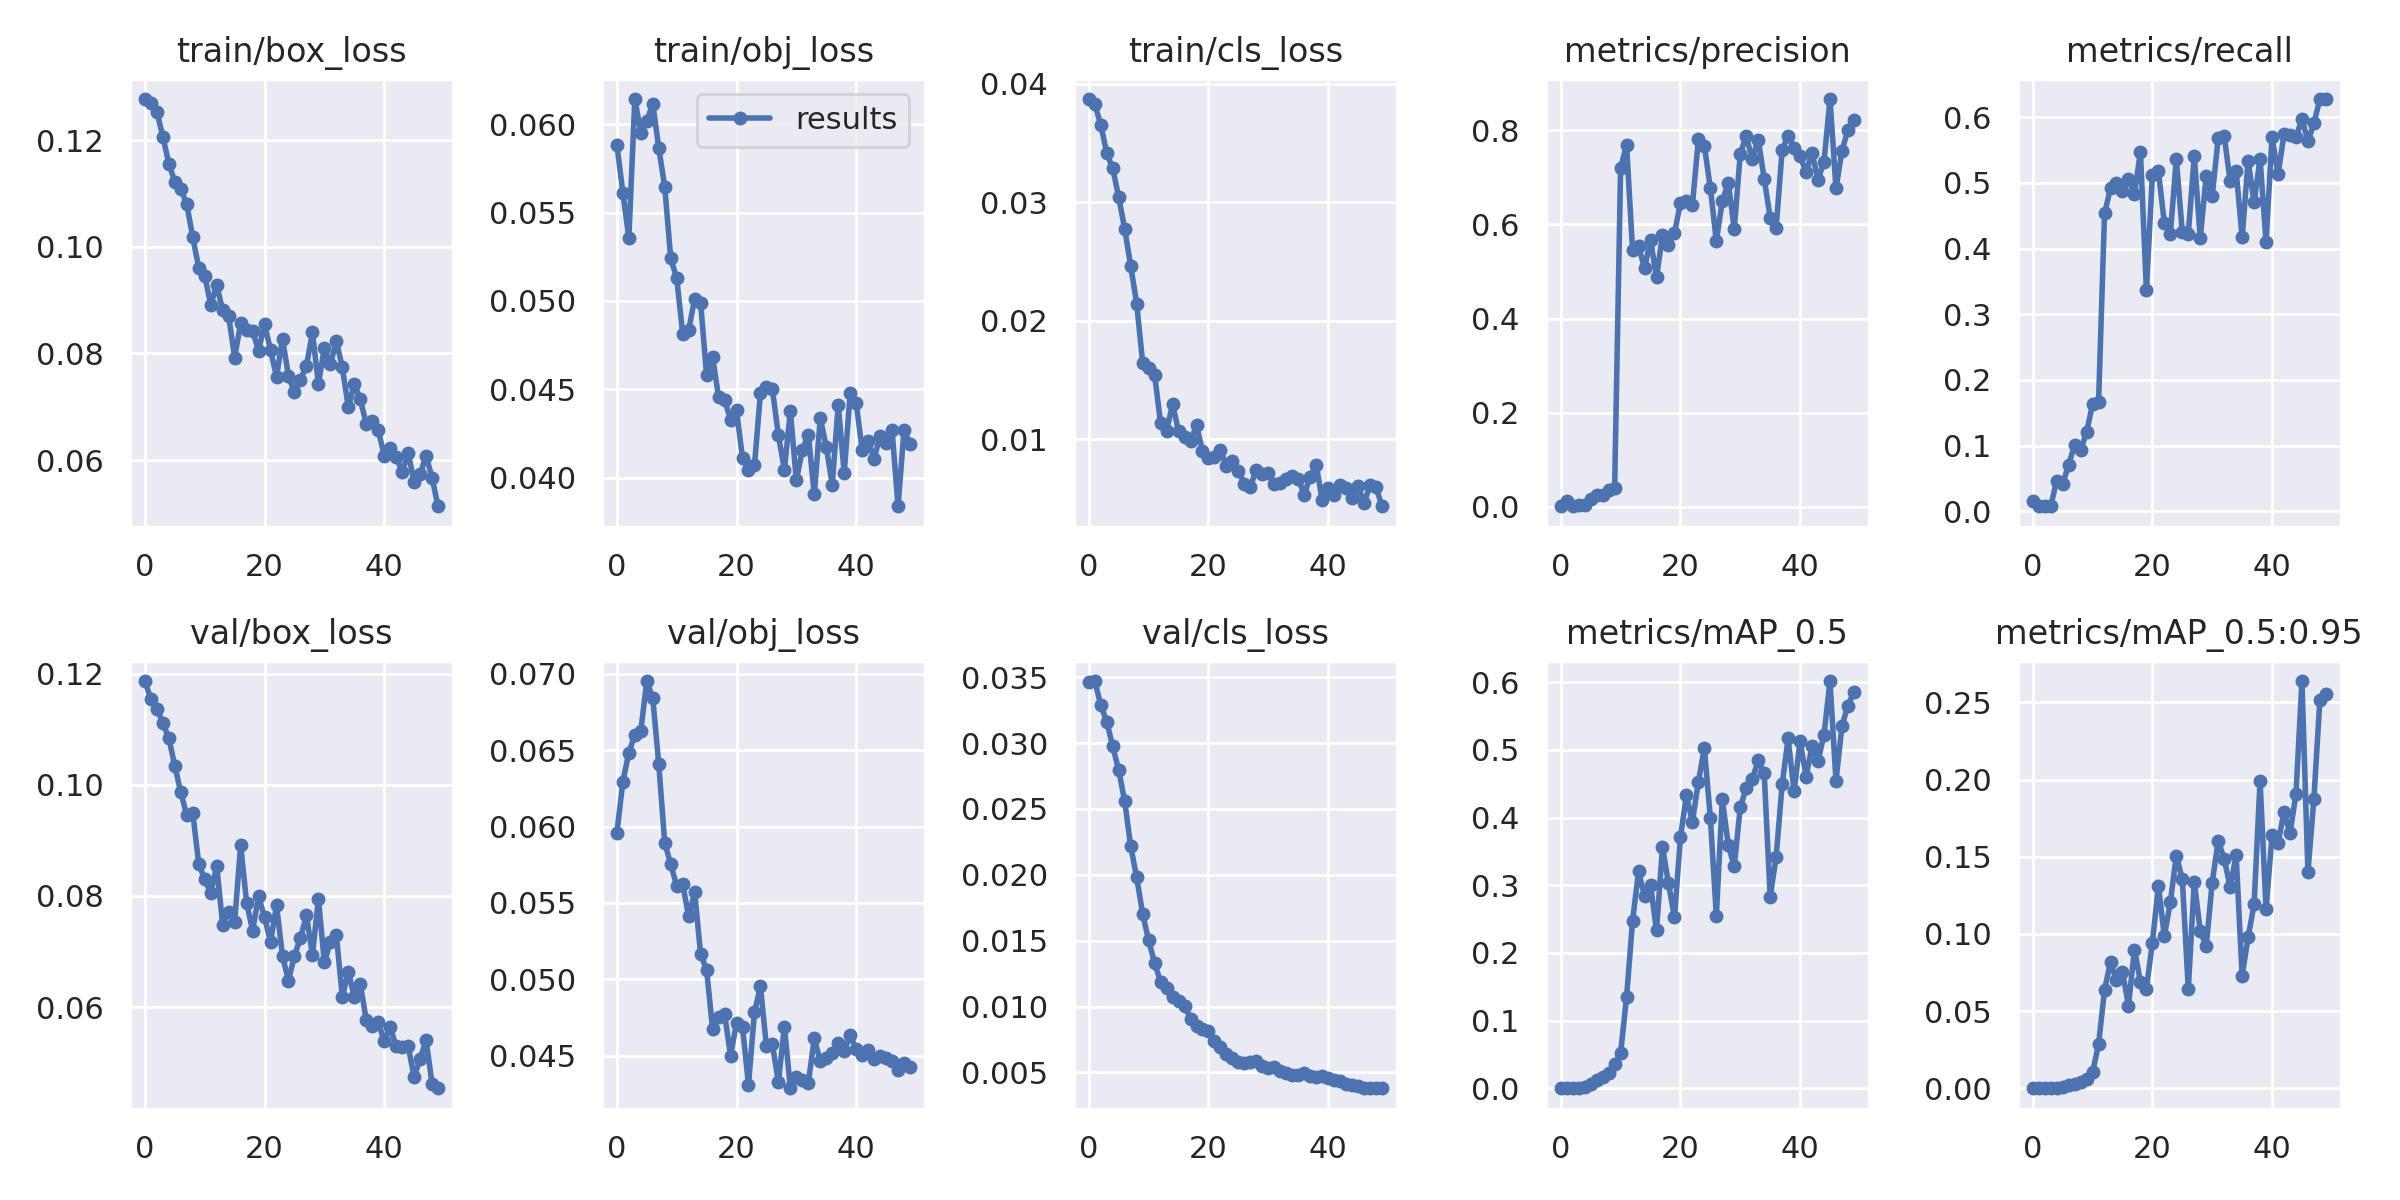 train/box_loss
0.12
0.10
0.08
0.06
0 20 40
train/obj_loss
results
0.060
0.055
0.050
0.045
0.040
0 20 40
train/cls_loss
0.04
0.03
0.02
0.01
0 20 40
metrics/precision
0.8
0.6
0.4
0.2
0.0
0 20 40
metrics/recall
0.6
0.5
0.4
0.3
0.2
0.1
0.0
0 20 40
val/box_loss
0.12
0.10
0.08
0.06
0 20 40
val/obj_loss
0.070
0.065
0.060
0.055
0.050
0.045
0 20 40
val/cls_loss
0.035
0.030
0.025
0.020
0.015
0.010
0.005
0 20 40
metrics/mAP_0.5
0.6
0.5
0.4
0.3
0.2
0.1
0.0
0 20 40
metrics/mAP_0.5:0.95
0.25
0.20
0.15
0.10
0.05
0.00
0 20 40